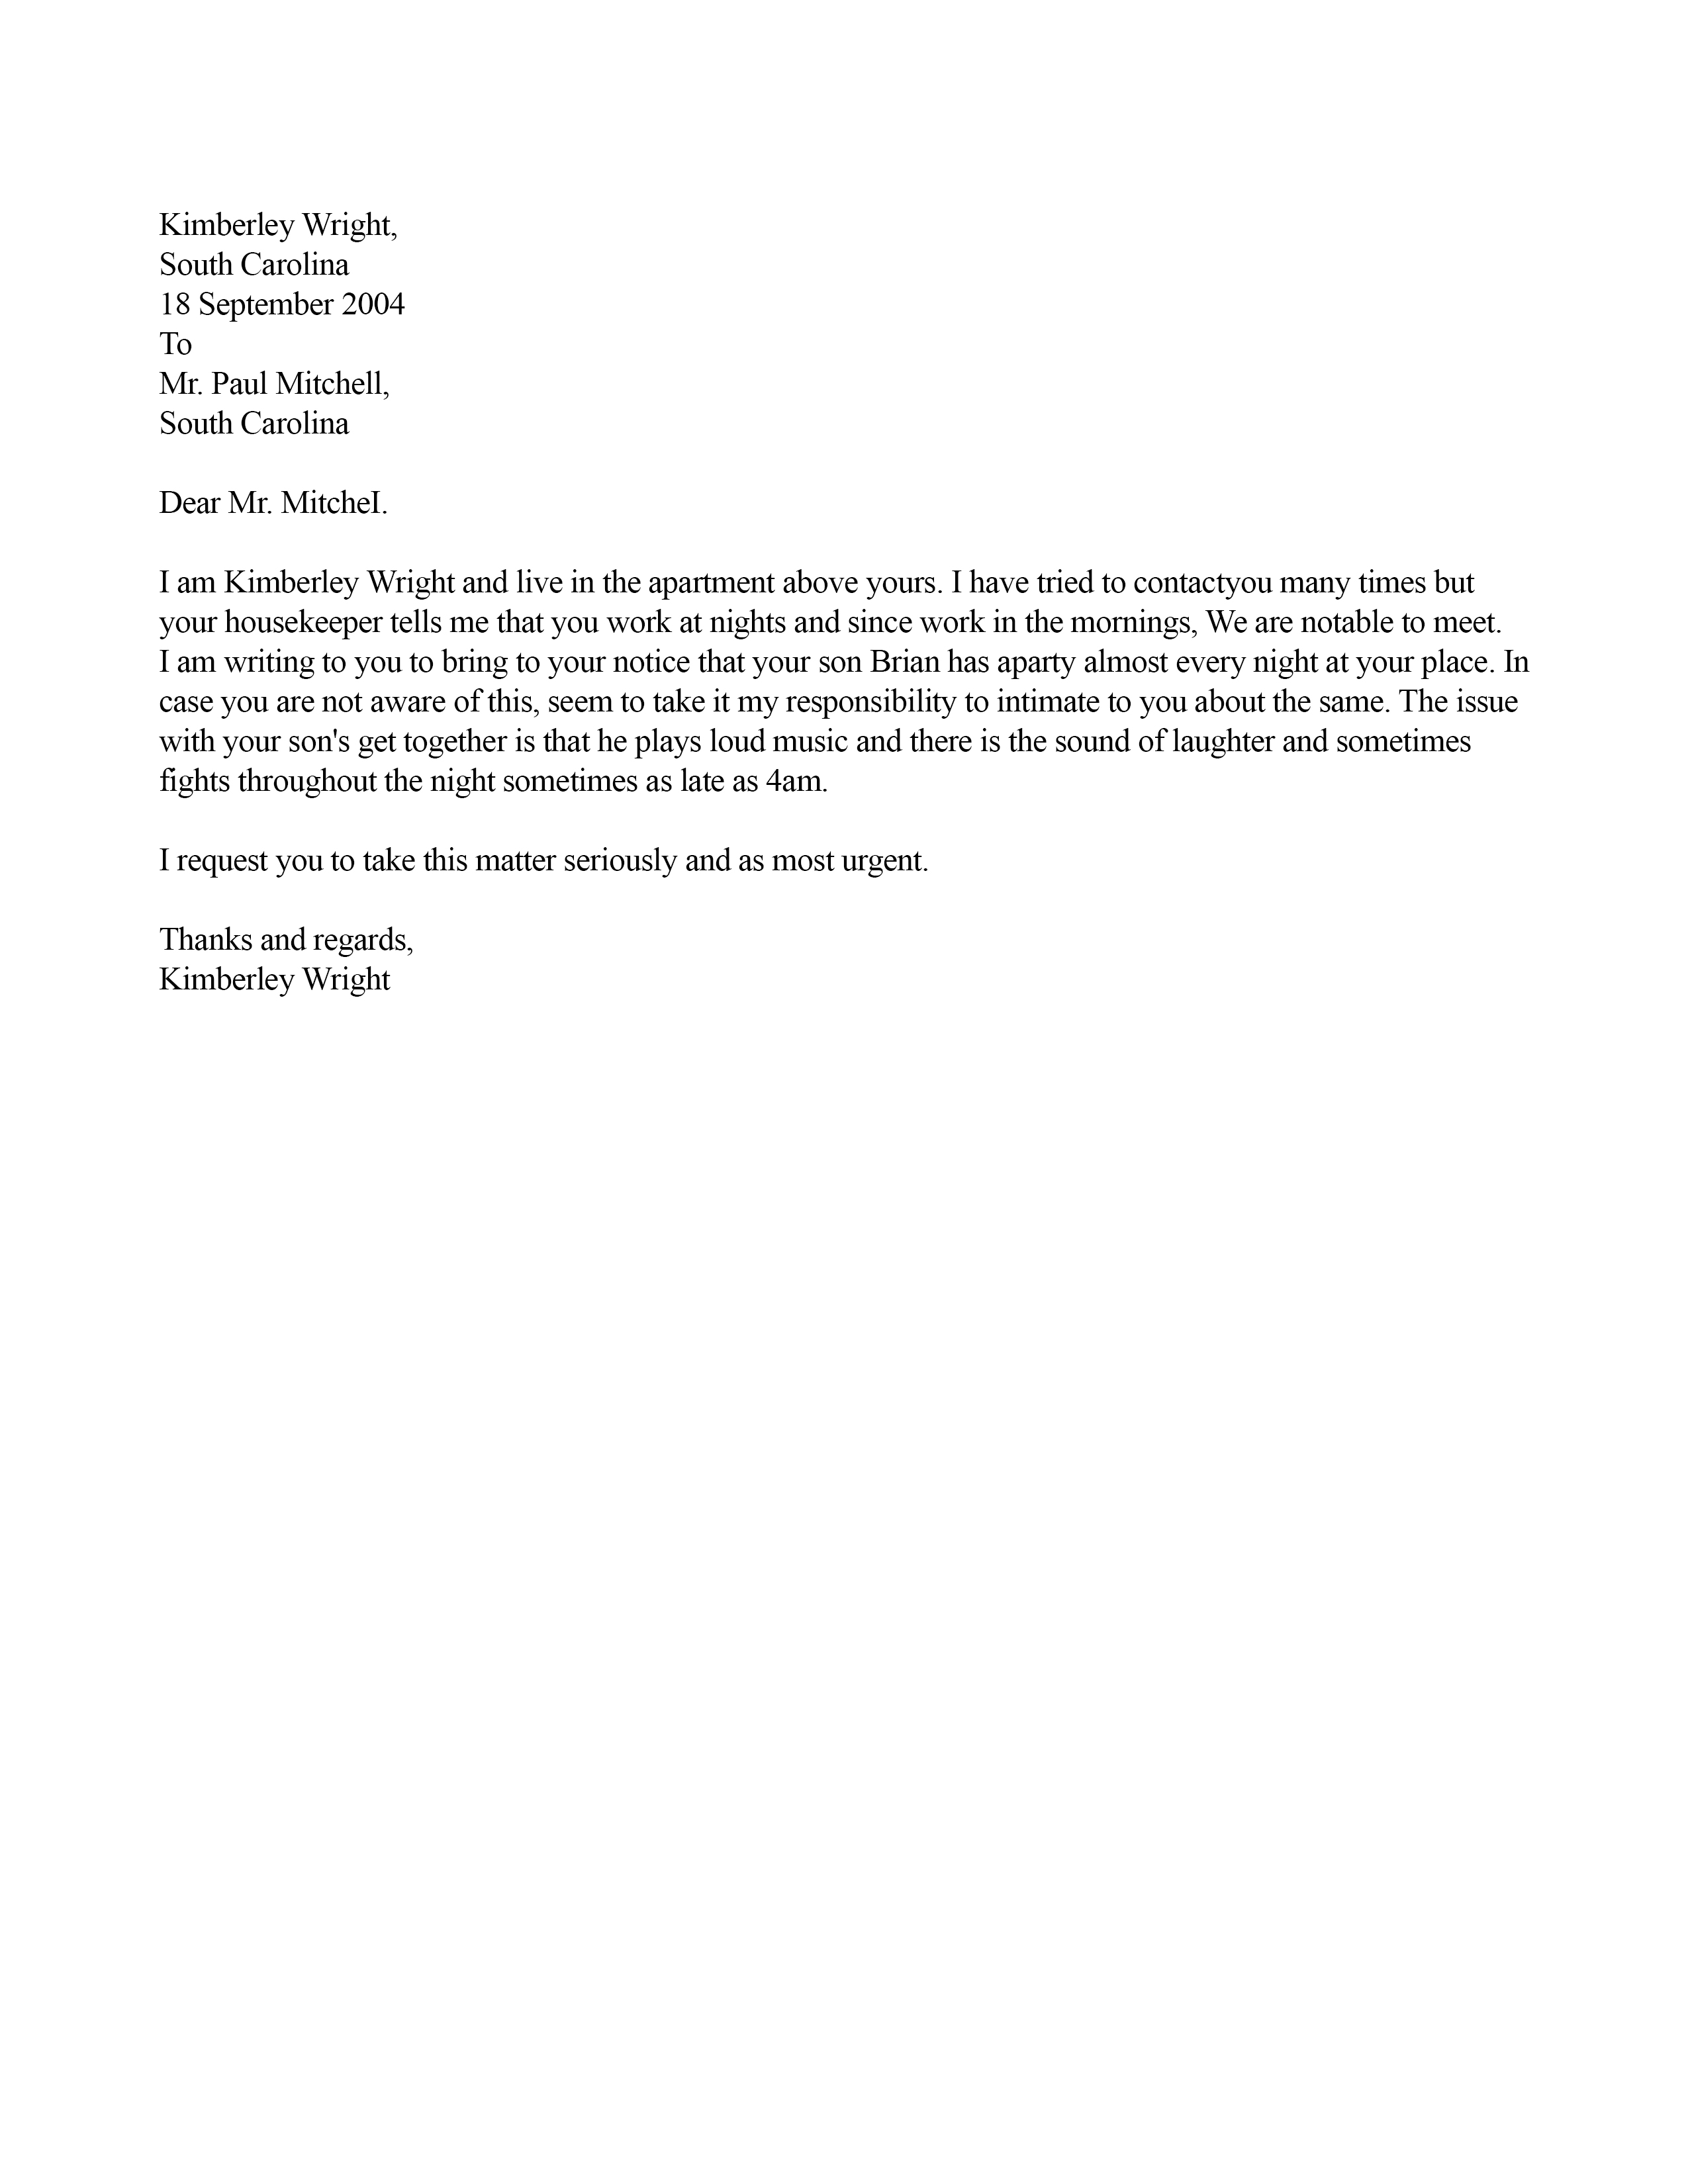 Kimberley Wright,
South Carolina
18 September 2004
To
Mr. Paul Mitchell,
South Carolina
Dear Mr. MitcheI.
I am Kimberley Wright and live in the apartment above yours. I have tried to contactyou many times but
your housekeeper tells me that you work at nights and since work in the mornings, We are notable to meet.
I am writing to you to bring to your notice that your son Brian has aparty almost every night at your place. In
case you are not aware of this, seem to take it my responsibility to intimate to you about the same. The issue
with your son's get together is that he plays loud music and there is the sound of laughter and sometimes
fights throughout the night sometimes as late as 4am.
I request you to take this matter seriously and as most urgent.
Thanks and regards,
Kimberley Wright